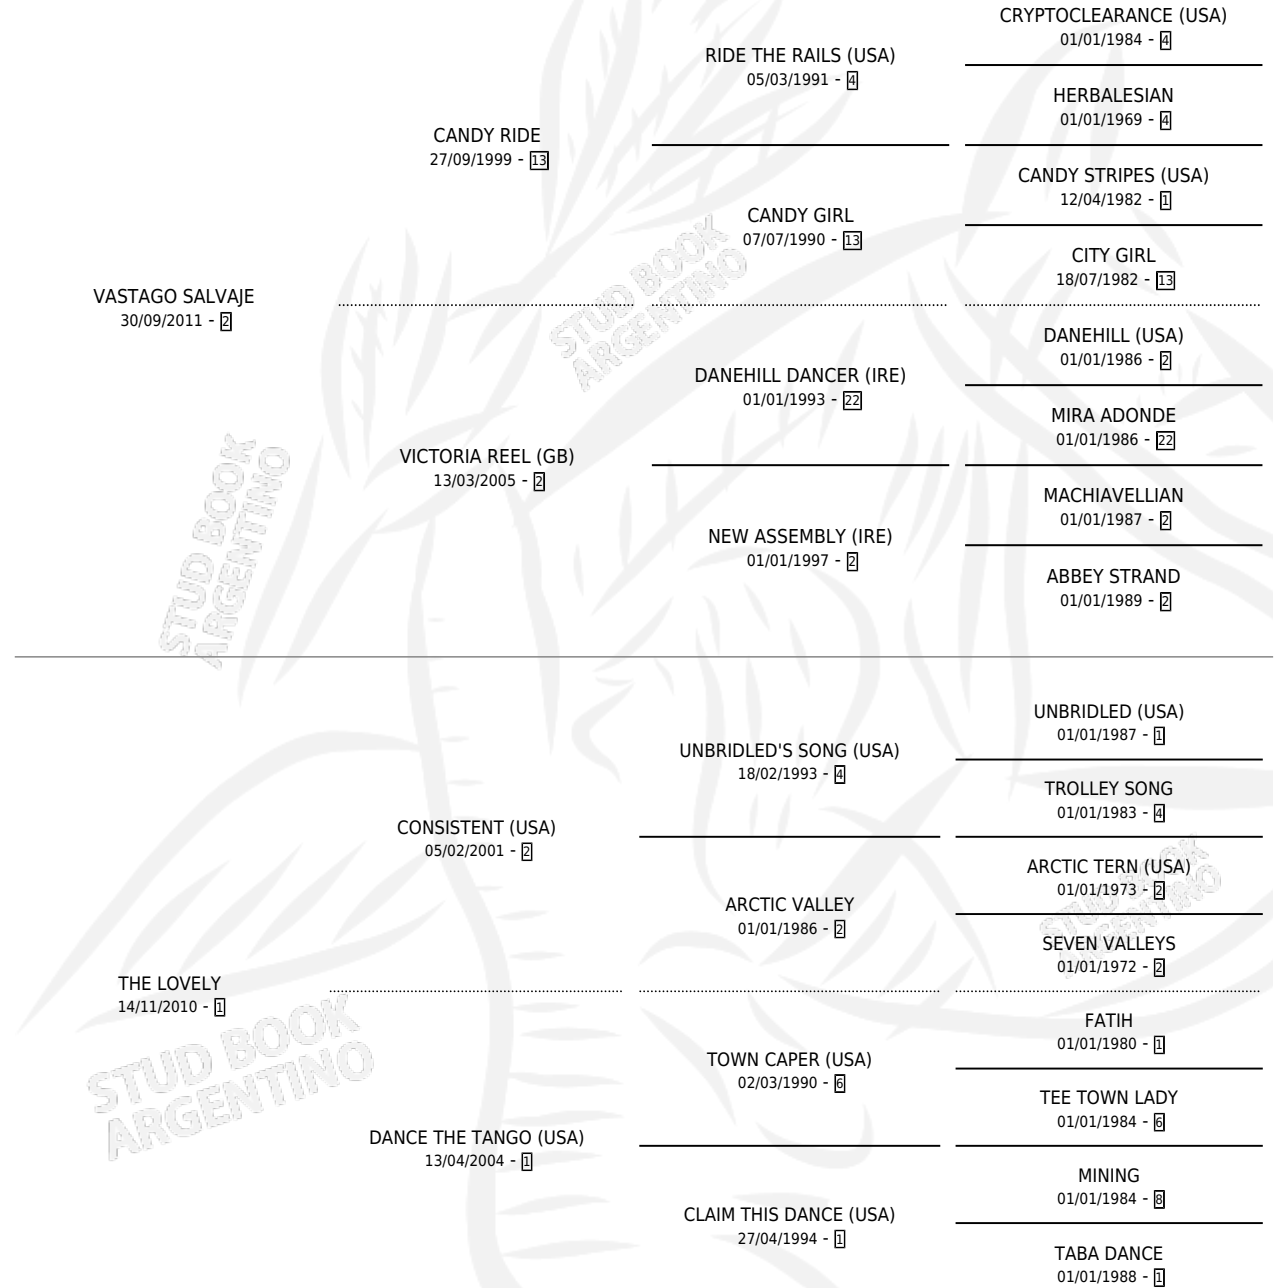 CRYPTOCLEARANCE (USA)
01/01/1984 - 4
RIDE THE RAILS (USA)
05/03/1991 - 4
HERBALESIAN
01/01/1969 - 4
CANDY RIDE
27/09/1999 - 13
CANDY STRIPES (USA)
12/04/1982 - 1
CANDY GIRL
07/07/1990 - 13
CITY GIRL
18/07/1982 - 13
VASTAGO SALVAJE
30/09/2011 - 2
STUD BOOK
ARGENTINO
DANEHILL (USA)
01/01/1986 - 2
DANEHILL DANCER (IRE)
01/01/1993 - 22
MIRA ADONDE
01/01/1986 - 22
VICTORIA REEL (GB)
13/03/2005 - 2
MACHIAVELLIAN
01/01/1987 - 2
NEW ASSEMBLY (IRE)
01/01/1997 - 2
ABBEY STRAND
01/01/1989 - 2
STUD BOOK
ARGENTINO
UNBRIDLED (USA)
01/01/1987 - 1
UNBRIDLED'S SONG (USA)
18/02/1993 - 4
TROLLEY SONG
01/01/1983 - 4
CONSISTENT (USA)
05/02/2001 - 2
ARCTIC TERN (USA)
01/01/1973 - 2
ARCTIC VALLEY
01/01/1986 - 2
STUD BOOK
ARGENTINO
SEVEN VALLEYS
01/01/1972 - 2
THE LOVELY
14/11/2010 - 1
FATIH
01/01/1980 - 1
TOWN CAPER (USA)
02/03/1990 - 6
TEE TOWN LADY
01/01/1984 - 6
STUD BOOK
ARGENTINO
DANCE THE TANGO (USA)
13/04/2004 - 1
MINING
01/01/1984 - 8
CLAIM THIS DANCE (USA)
27/04/1994 - 1
TABA DANCE
01/01/1988 - 1